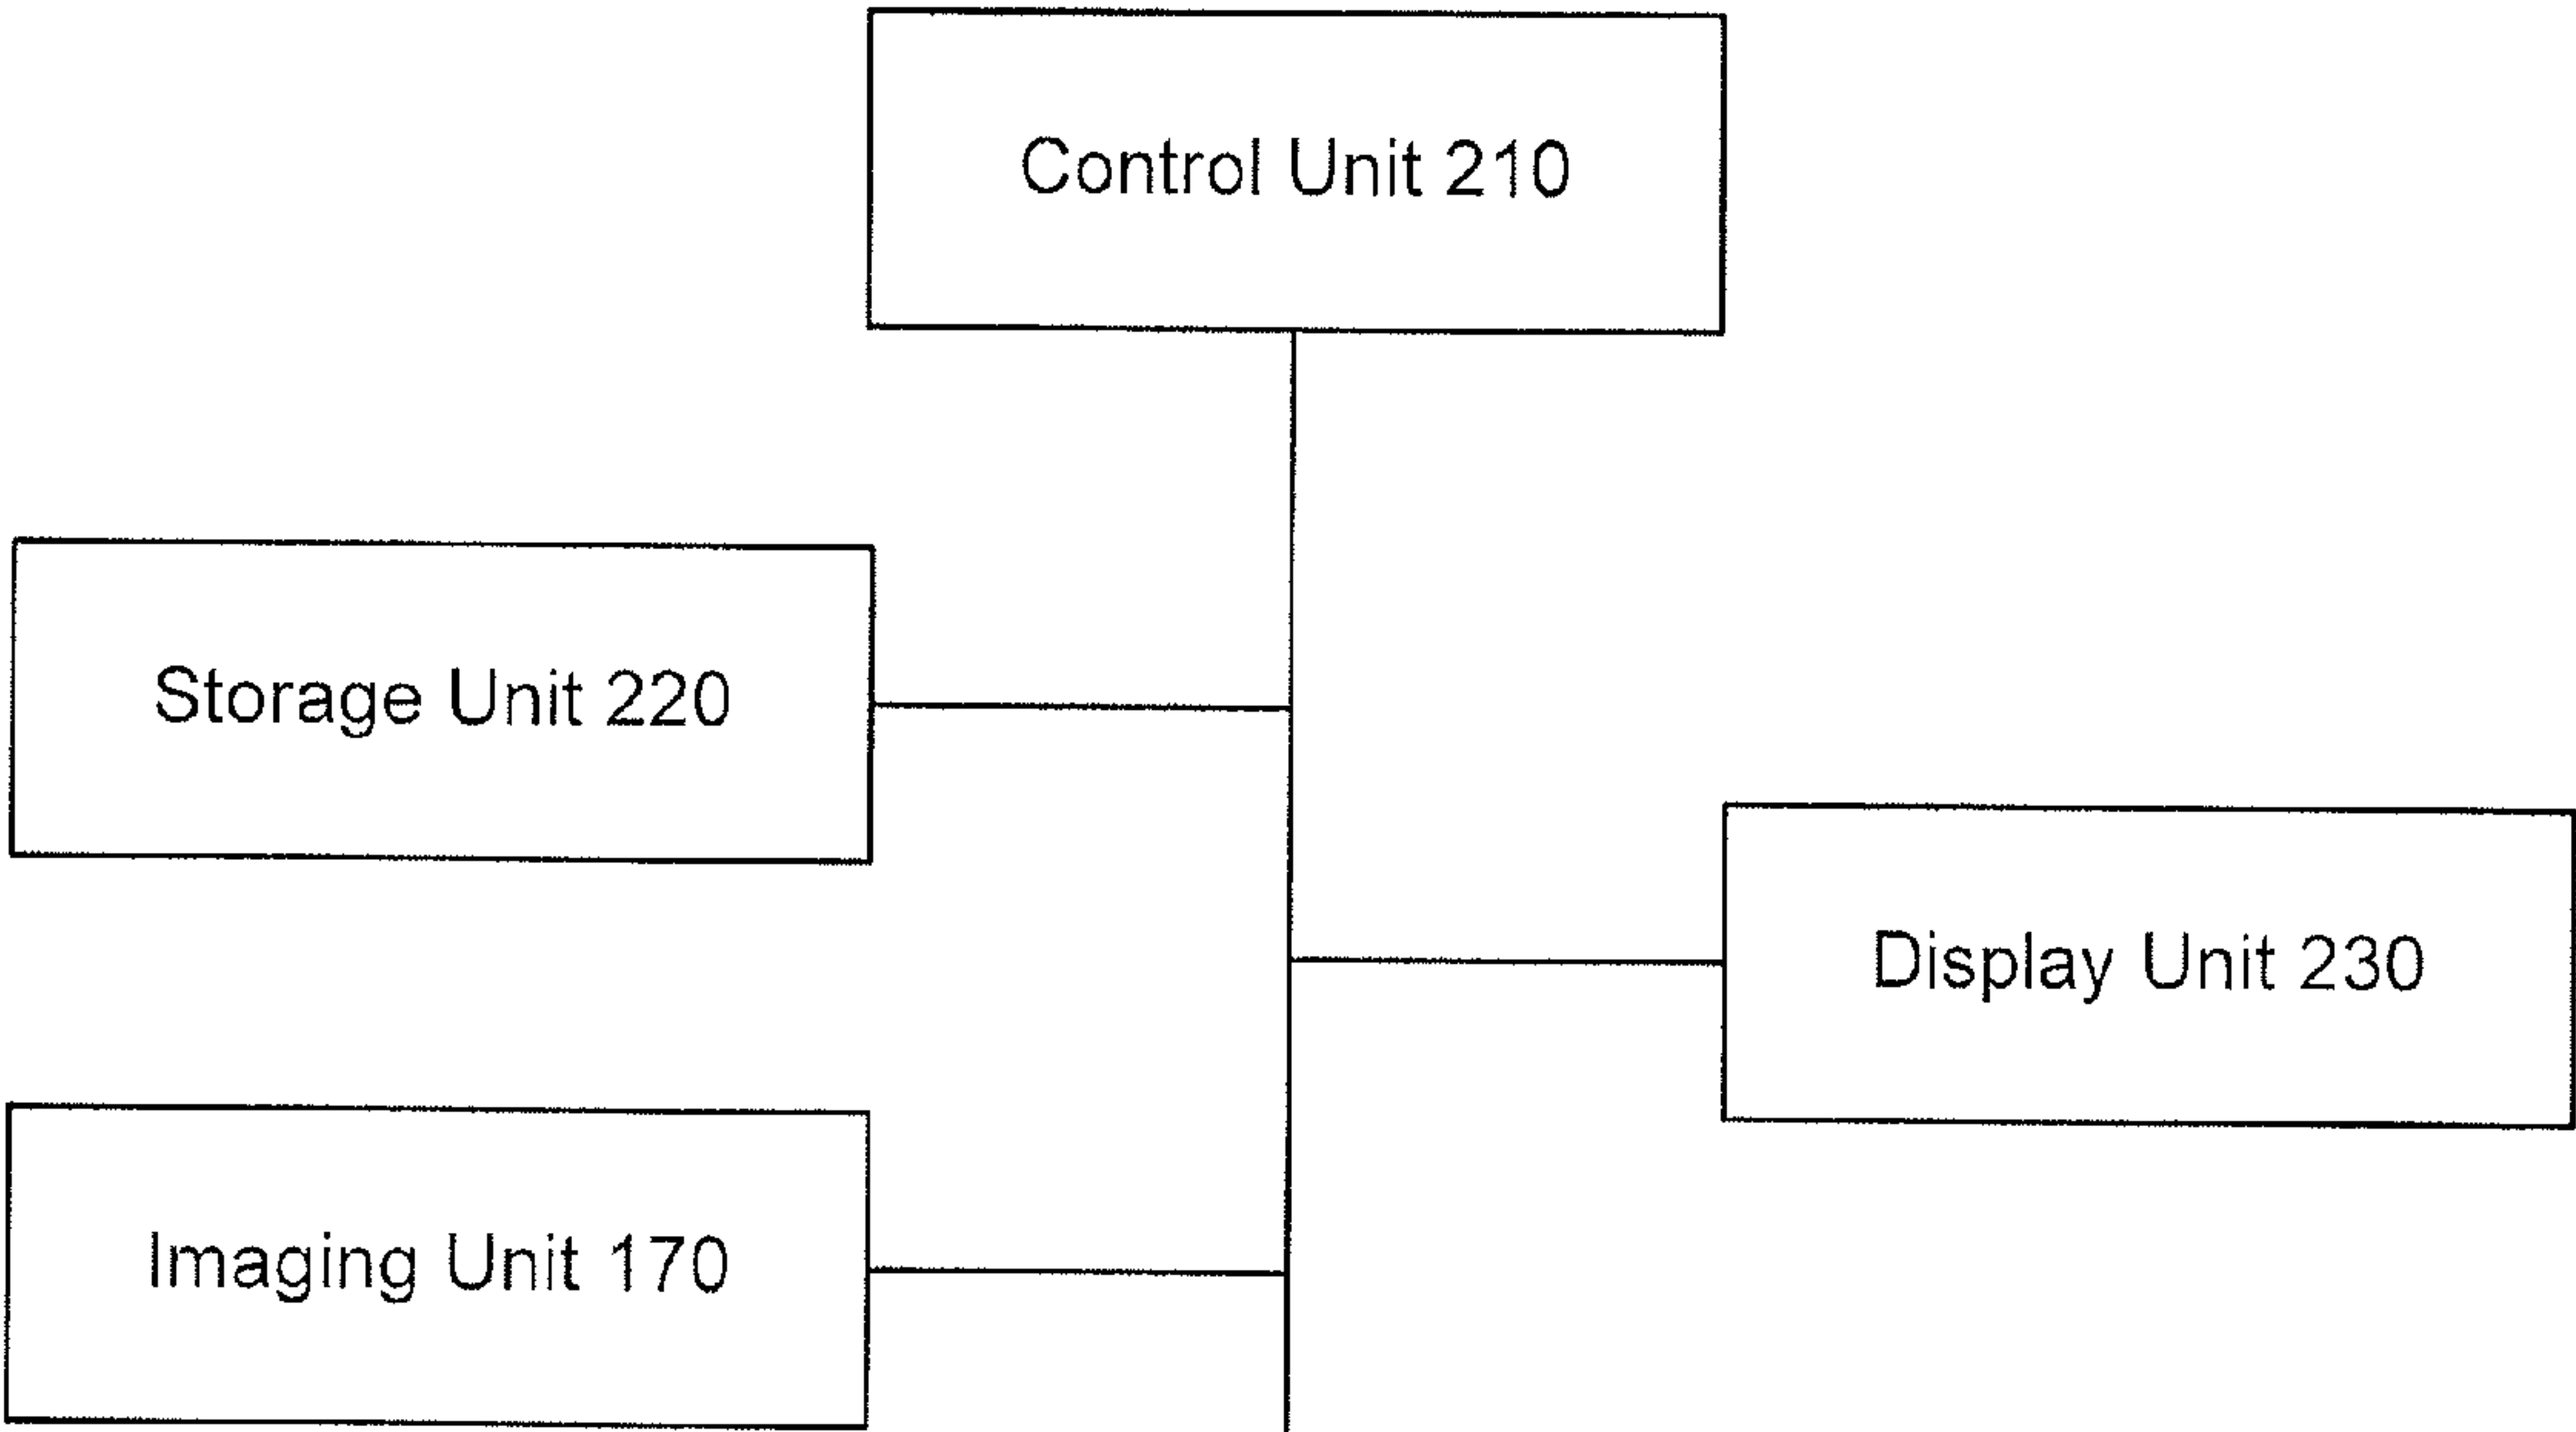 Control Unit 210
Storage Unit 220
Display Unit 230
Imaging Unit 170